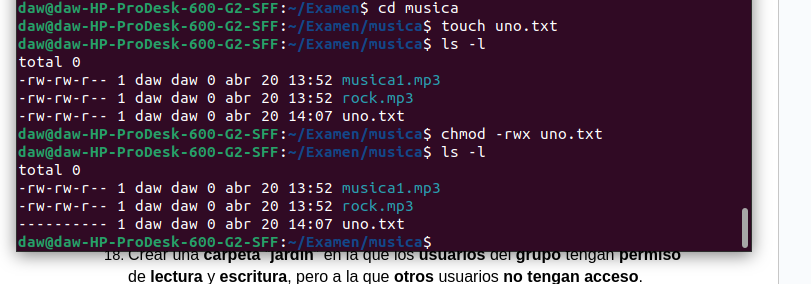 daw@daw-HP-ProDesk-600-G2-SFF:~/Examen$ cd musica
daw@daw-HP-ProDesk-600-G2-SFF:~/Examen/musica$ touch uno.txt
daw@daw-HP-ProDesk-600-G2-SFF:~/Examen/musica$ ls -l
total 0
-rw-rw-r-- 1 daw daw 0 abr 20 13:52 musica1.mp3
-rw-rw-r-- 1 daw daw 0 abr 20 13:52 rock.mp3
-rw-rw-r-- 1 daw daw 0 abr 20 14:07 uno.txt
daw@daw-HP-ProDesk-600-G2-SFF:~/Examen/musica$ chmod -rwx uno.txt
daw@daw-HP-ProDesk-600-G2-SFF:~/Examen/musica$ ls -l
total 0
-rw-rw-r-- 1 daw daw 0 abr 20 13:52 musica1.mp3
-rw-rw-r-- 1 daw daw 0 abr 20 13:52 rock.mp3
---------- 1 daw daw 0 abr 20 14:07 uno.txt
daw@daw-HP-ProDesk-600-G2-SFF:~/Examen/musica$
18. Crear una carpeta "jardin" en la que los usuarios del grupo tengan permiso
de lectura y escritura, pero a la que otros usuarios no tengan acceso.